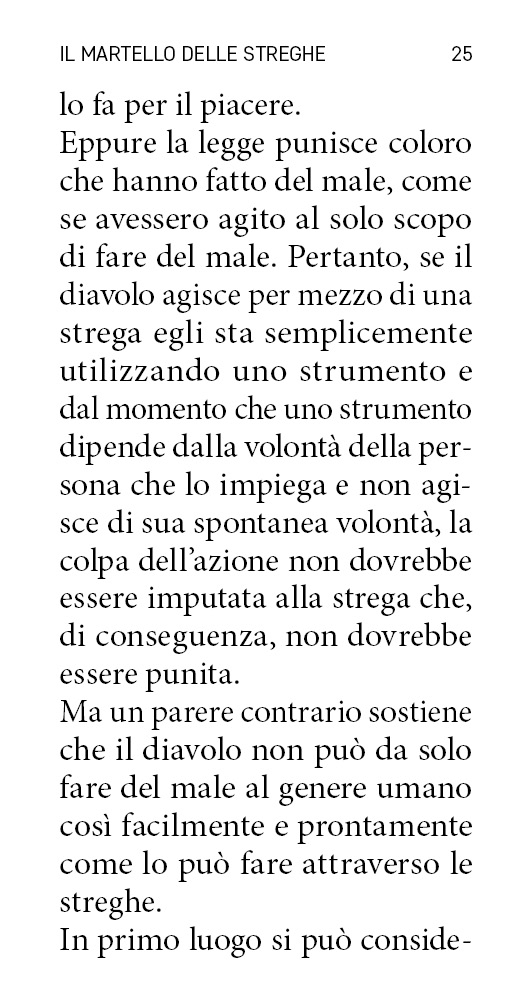 IL MARTELLO DELLE STREGHE 25
lo fa per il piacere.
Eppure la legge punisce coloro
che hanno fatto del male, come
se avessero agito al solo scopo
di fare del male. Pertanto, se il
diavolo agisce per mezzo di una
strega egli sta semplicemente
utilizzando uno strumento e
dal momento che uno strumento
dipende dalla volontà della per-
sona che lo impiega e non agi-
sce di sua spontanea volontà, la
colpa dell’azione non dovrebbe
essere imputata alla strega che,
di conseguenza, non dovrebbe
essere punita.
Ma un parere contrario sostiene
che il diavolo non può da solo
fare del male al genere umano
così facilmente e prontamente
come lo può fare attraverso le
streghe.
In primo luogo si può conside-